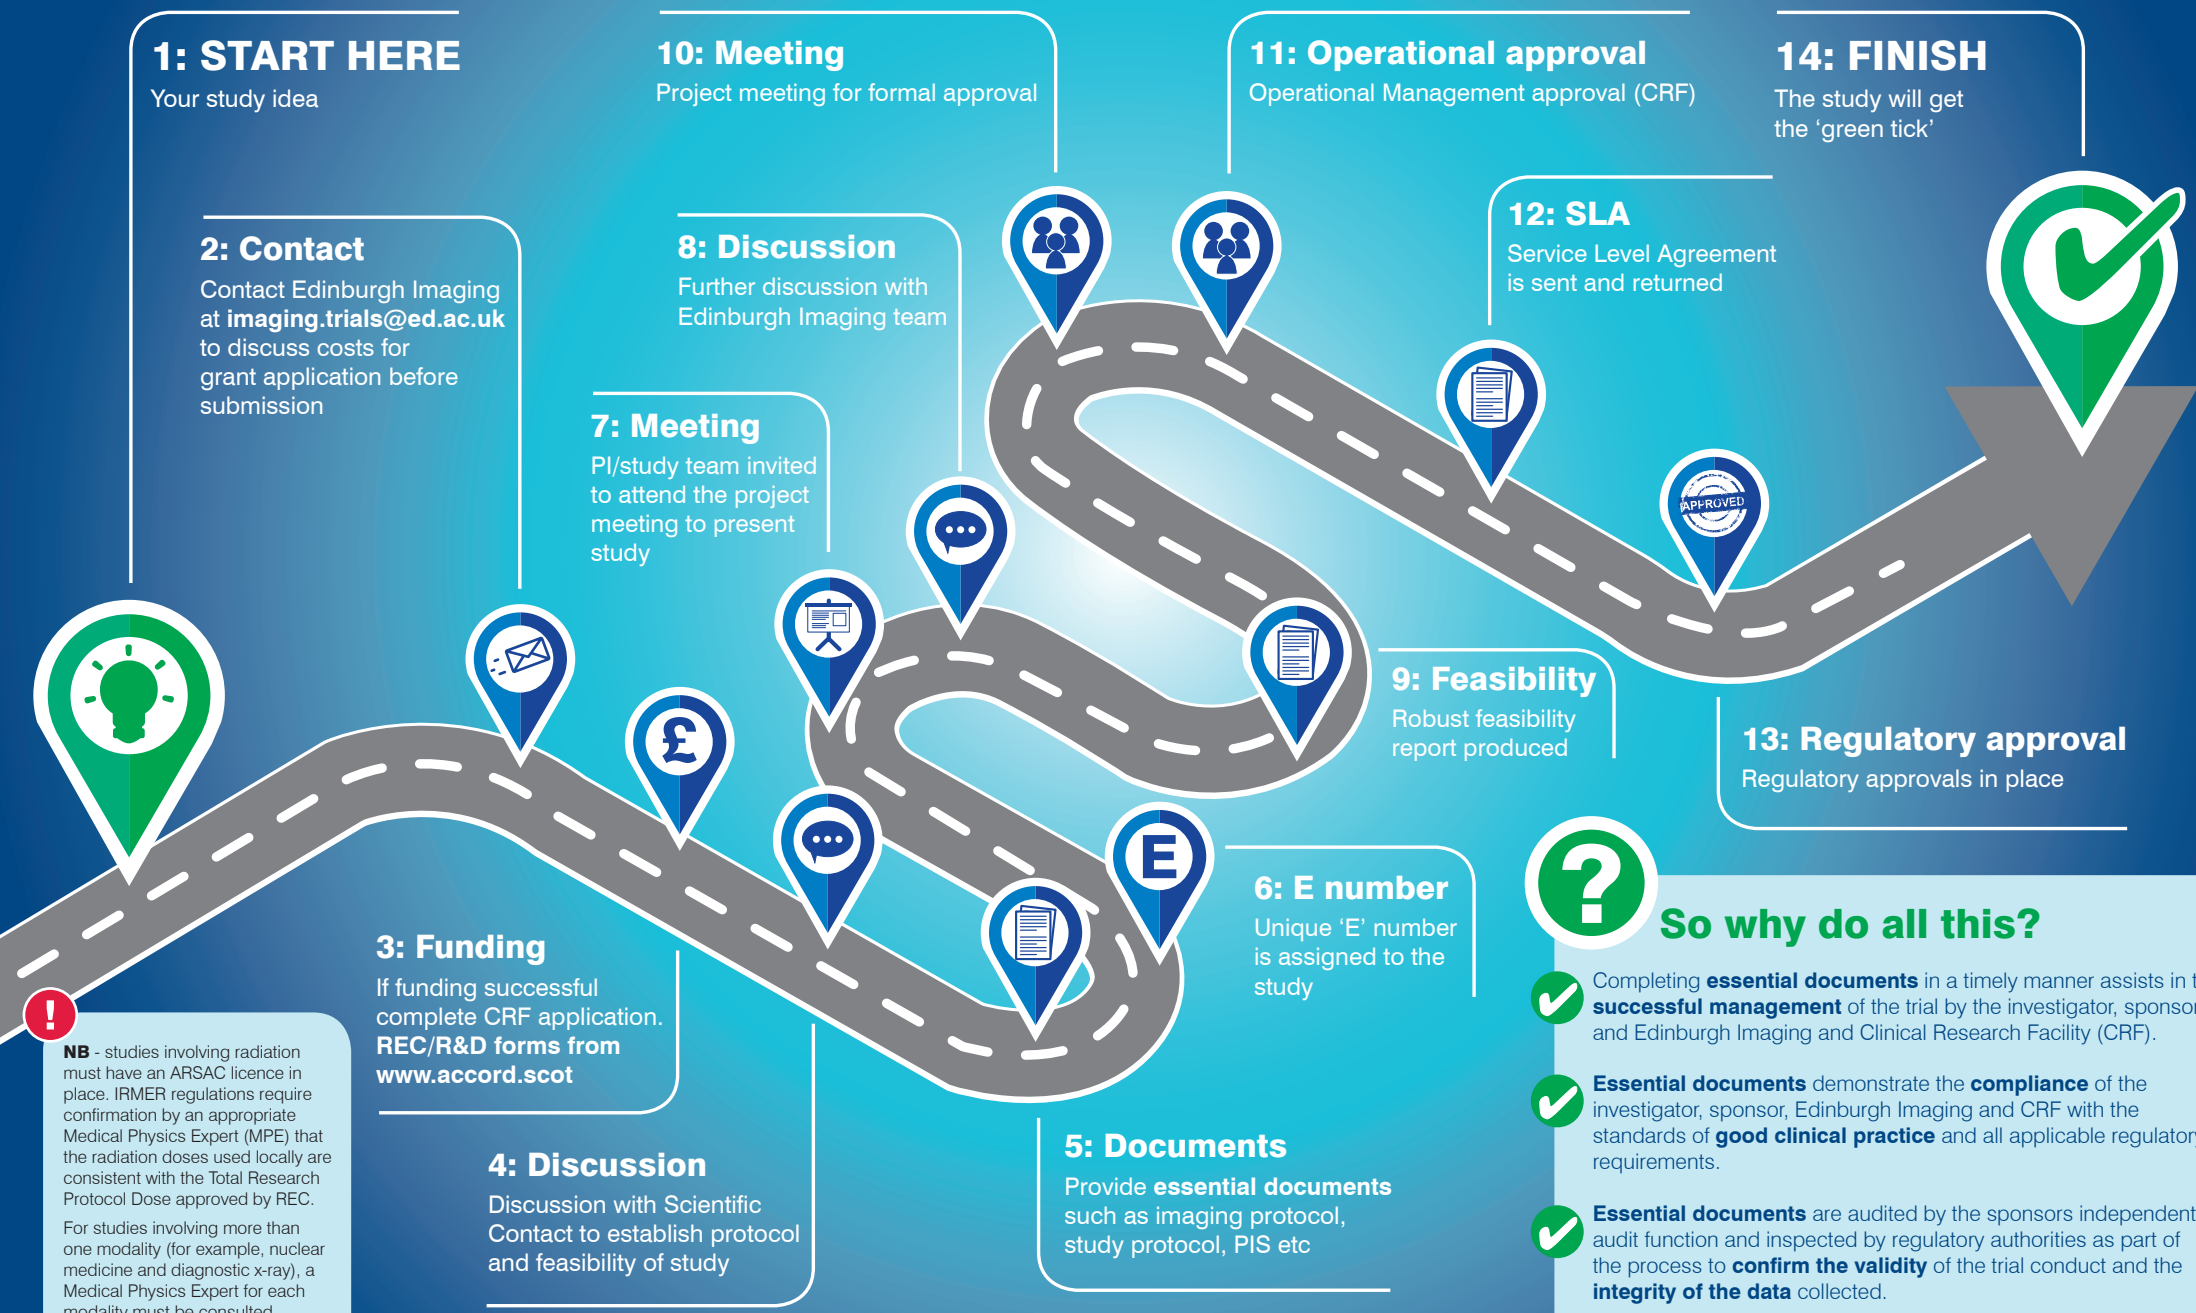 1: START HERE
Your study idea
2: Contact
Contact Edinburgh Imaging
at imaging.trials@ed.ac.uk
to discuss costs for
grant application before
submission
£
3: Funding
If funding successful
complete CRF application.
REC/R&D forms from
www.accord.scot
4: Discussion
Discussion with Scientific
Contact to establish protocol
and feasibility of study
5: Documents
Provide essential documents
such as imaging protocol,
study protocol, PIS etc
E
6: E number
Unique ‘E’ number
is assigned to the
study
7: Meeting
PI/study team invited
to attend the project
meeting to present
study
8: Discussion
Further discussion with
Edinburgh Imaging team
9: Feasibility
Robust feasibility
report produced
10: Meeting
Project meeting for formal approval
11: Operational approval
Operational Management approval (CRF)
12: SLA
Service Level Agreement
is sent and returned
APPROVED
13: Regulatory approval
Regulatory approvals in place
14: FINISH
The study will get
the ‘green tick’
!
NB - studies involving radiation
must have an ARSAC licence in
place. IRMER regulations require
confirmation by an appropriate
Medical Physics Expert (MPE) that
the radiation doses used locally are
consistent with the Total Research
Protocol Dose approved by REC.
For studies involving more than
one modality (for example, nuclear
medicine and diagnostic x-ray), a
Medical Physics Expert for each
modality must be consulted
?
So why do all this?
Completing essential documents in a timely manner assists in
successful management of the trial by the investigator, sponsor
and Edinburgh Imaging and Clinical Research Facility (CRF).
Essential documents demonstrate the compliance of the
investigator, sponsor, Edinburgh Imaging and CRF with the
standards of good clinical practice and all applicable regulatory
requirements.
Essential documents are audited by the sponsors independent
audit function and inspected by regulatory authorities as part of
the process to confirm the validity of the trial conduct and the
integrity of the data collected.